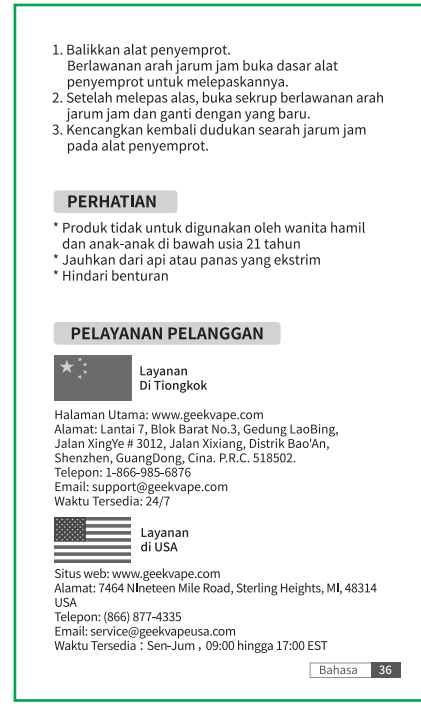 1. Balikkan alat penyemprot.
Berlawanan arah jarum jam buka dasar alat
penyemprot untuk melepaskannya.
2. Setelah melepas alas, buka sekrup berlawanan arah
jarum jam dan ganti dengan yang baru.
3. Kencangkan kembali dudukan searah jarum jam
pada alat penyemprot.
PERHATIAN
* Produk tidak untuk digunakan oleh wanita hamil
dan anak-anak di bawah usia 21 tahun
* Jauhkan dari api atau panas yang ekstrim
* Hindari benturan
PELAYANAN PELANGGAN
Layanan
Di Tiongkok
Halaman Utama: www.geekvape.com
Alamat: Lantai 7, Blok Barat No.3, Gedung LaoBing,
Jalan XingYe # 3012, Jalan Xixiang, Distrik Bao'An,
Shenzhen, GuangDong, Cina. P.R.C. 518502.
Telepon: 1-866-985-6876
Email: support@geekvape.com
Waktu Tersedia: 24/7
Layanan
di USA
Situs web: www.geekvape.com
Alamat: 7464 NIneteen Mile Road, Sterling Heights, MI, 48314
USA
Telepon: (866) 877-4335
Email: service@geekvapeusa.com
Waktu Tersedia：Sen-Jum，09:00 hingga 17:00 EST
Bahasa 36